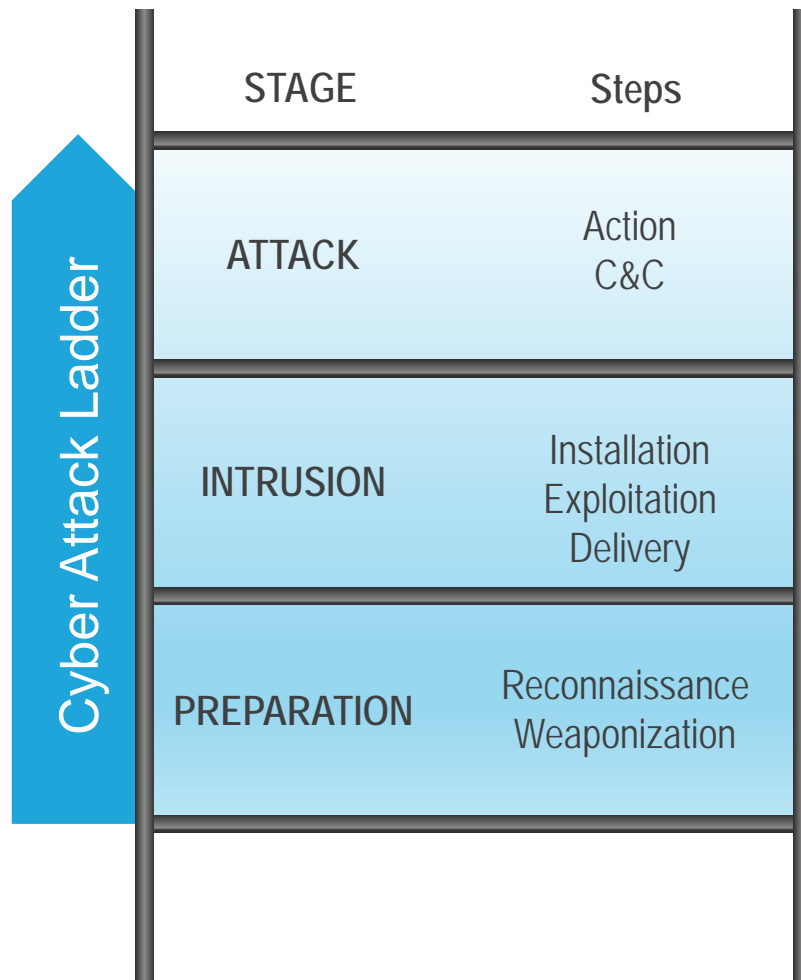 STAGE
Steps
Cyber Attack Ladder
ATTACK
Action
C&C
INTRUSION
Installation
Exploitation
Delivery
PREPARATION
Reconnaissance
Weaponization